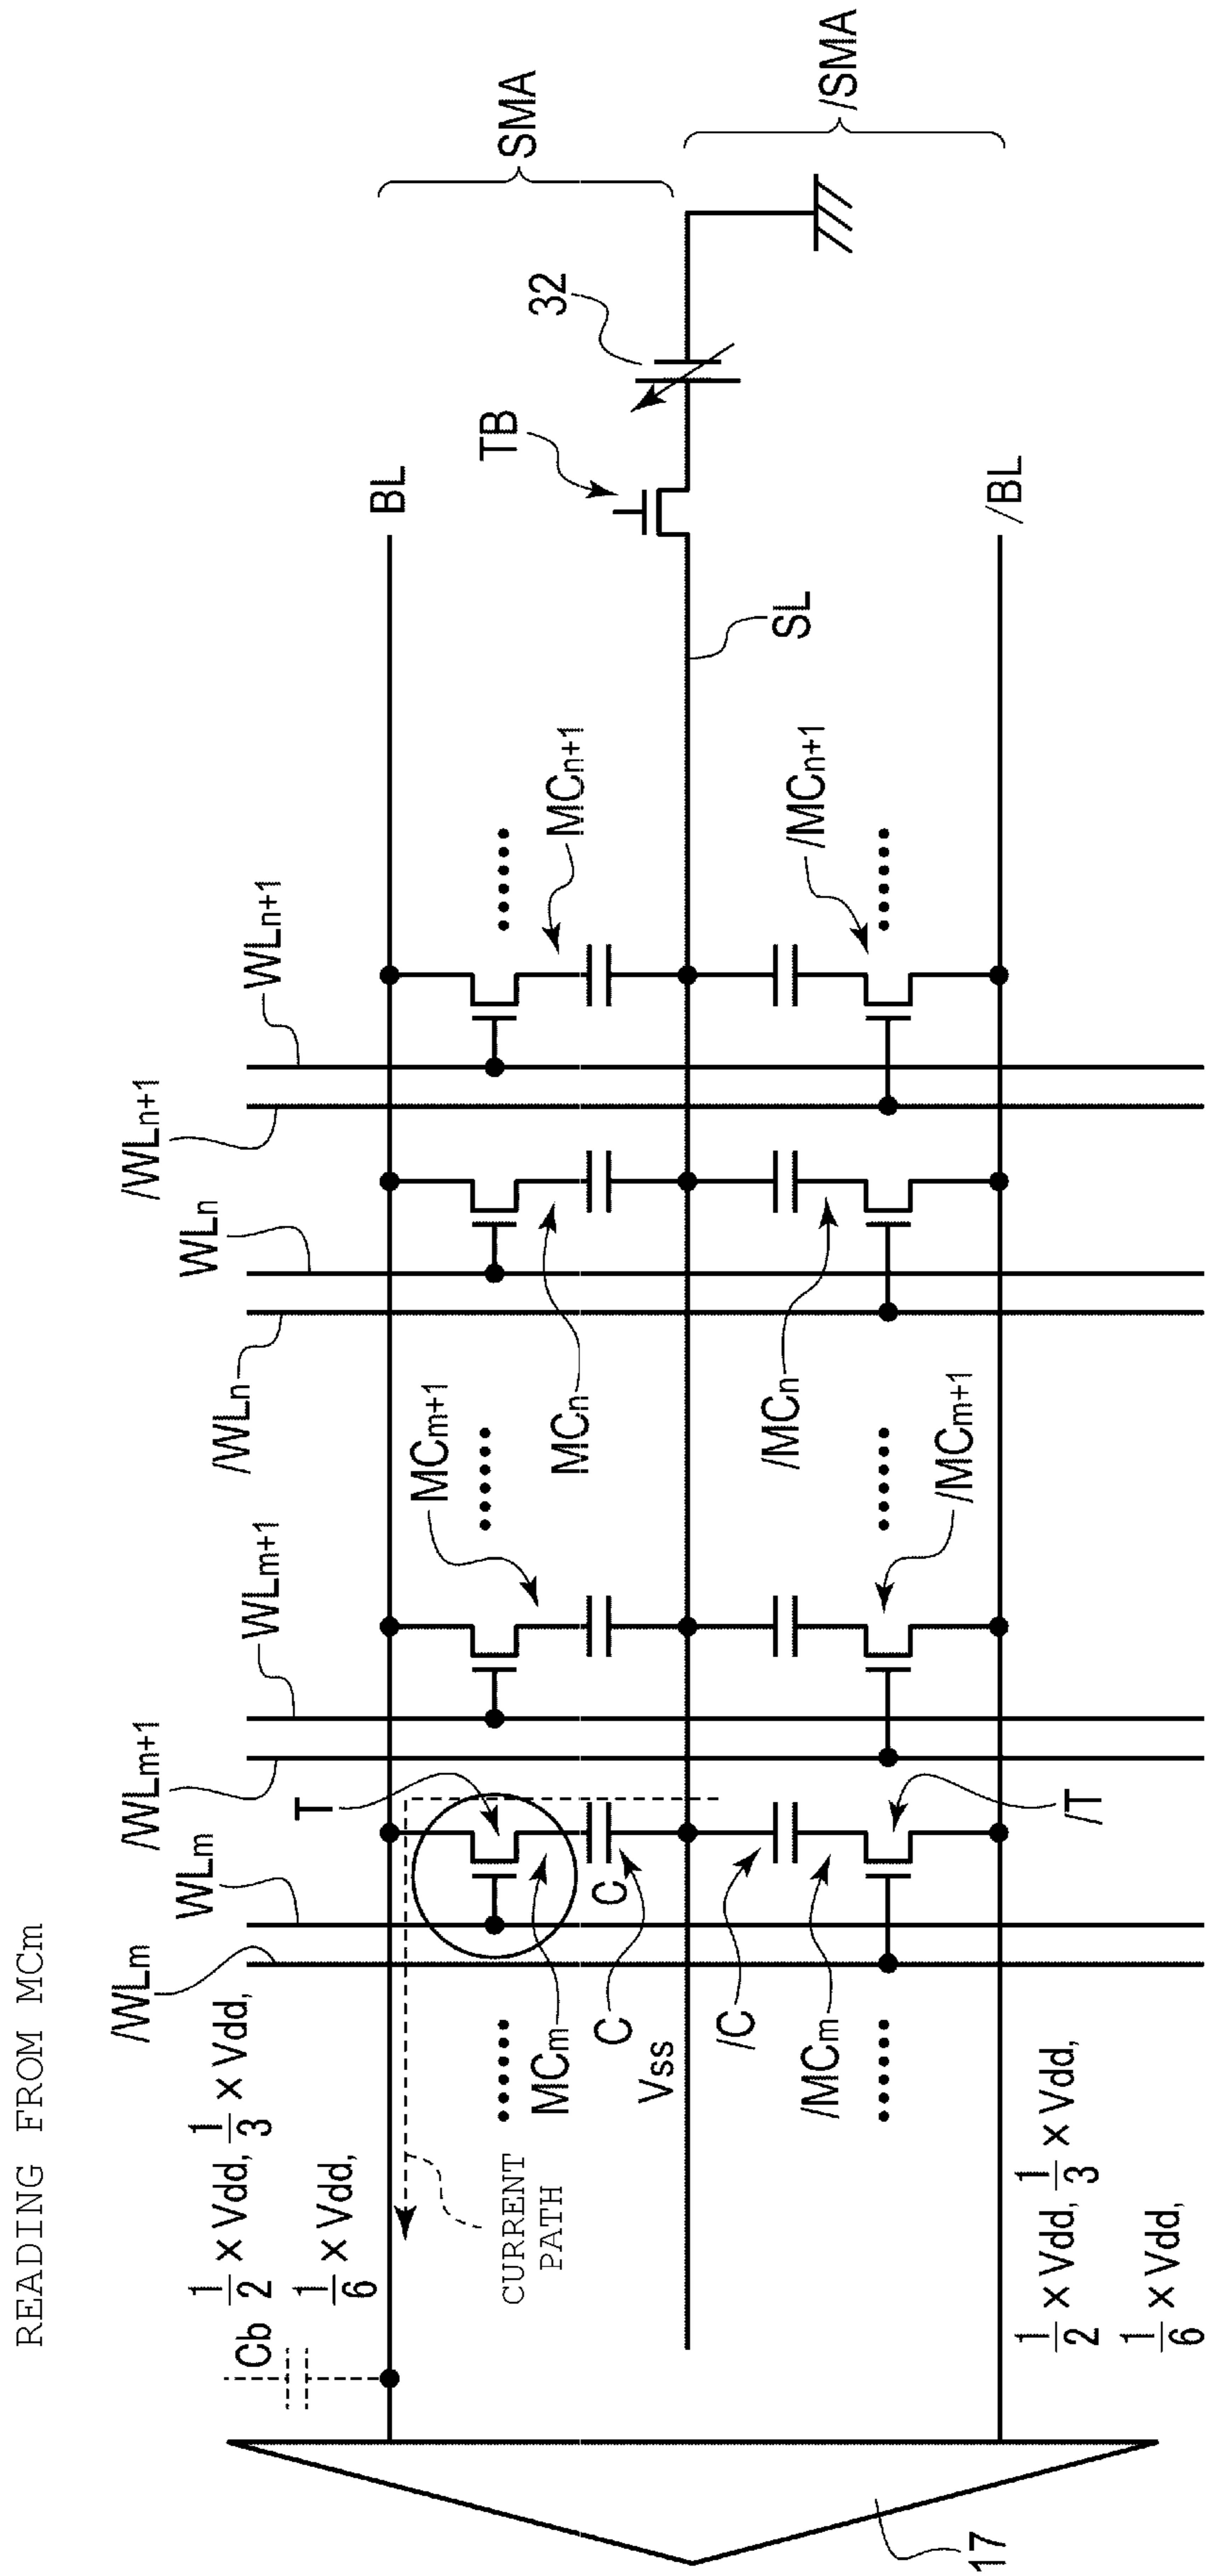 READING FROM MCm
/WLm
WLm
/WLm+1
WLm+1
/WLn
WLn
/WLn+1
WLn+1
Cb
1/2 × Vdd, 1/3 × Vdd,
1/6 × Vdd,
T
MCm+1
BL
SMA
CURRENT
PATH
MCm
C
C
MCn
MCn+1
TB
32
Vss
SL
/C
/MCm
/T
/MCm+1
/MCn
/MCn+1
/BL
/SMA
1/2 × Vdd, 1/3 × Vdd,
1/6 × Vdd,
17